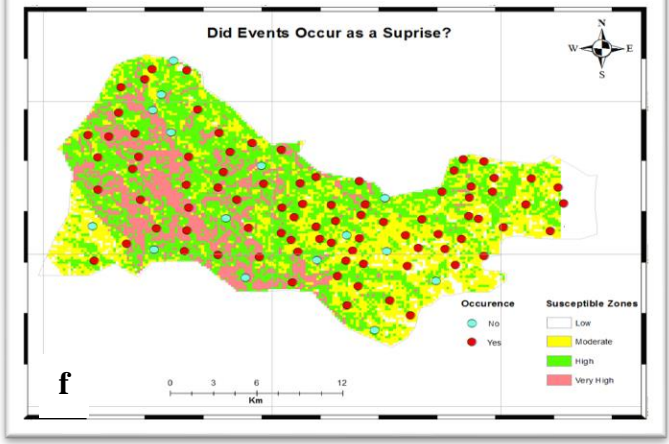 Did Events Occur as a Suprise?
N
W E
S
Occurence
No
Yes
Susceptible Zones
Low
Moderate
High
Very High
f
0 3 6 12
Km